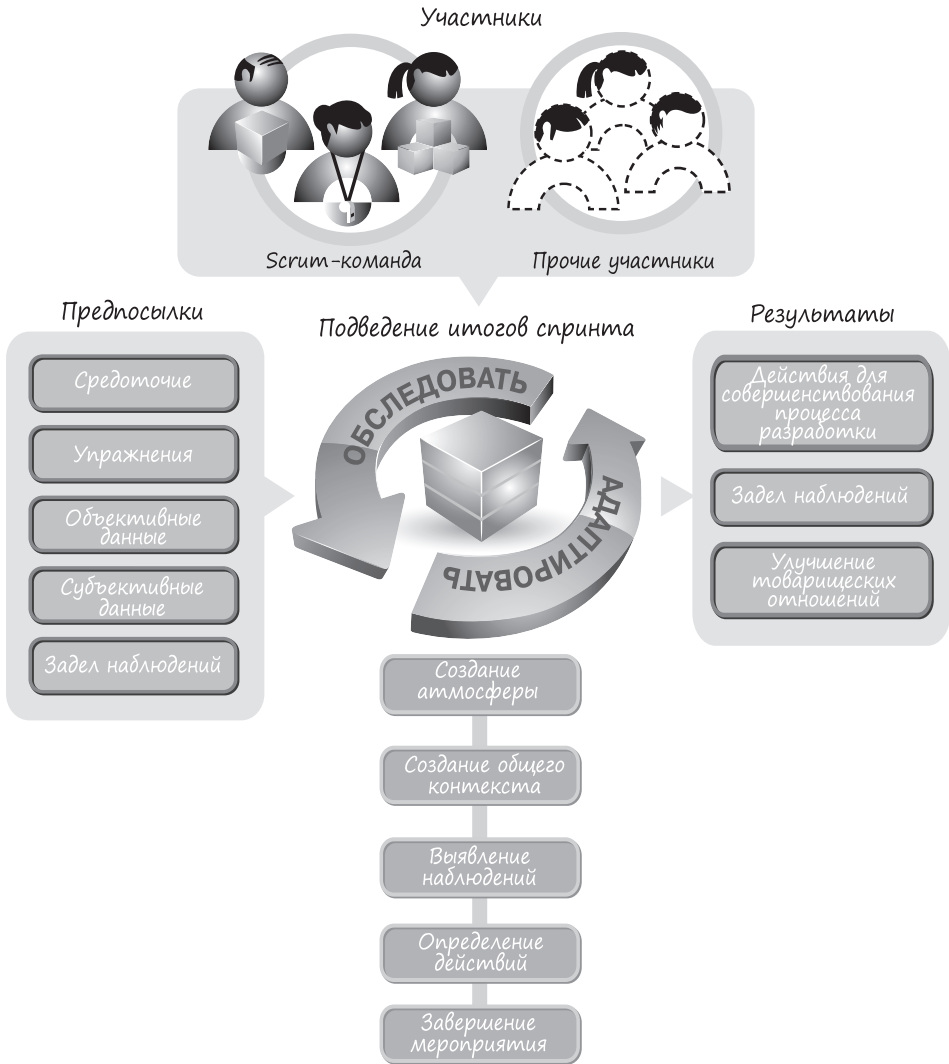 Участники
Scrum-команда
Прочие участники
Предпосылки
Средоточие
Упражнения
Объективные
данные
Субъективные
данные
Задел наблюдений
Подведение итогов спринта
ОБСЛЕДОВАТЬ
АДАПТИРОВАТЬ
Создание
атмосферы
Создание общего
контекста
Выявление
наблюдений
Определение
действий
Завершение
мероприятия
Результаты
Действия для
совершенствования
процесса
разработки
Задел наблюдений
Улучшение
товарищеских
отношений